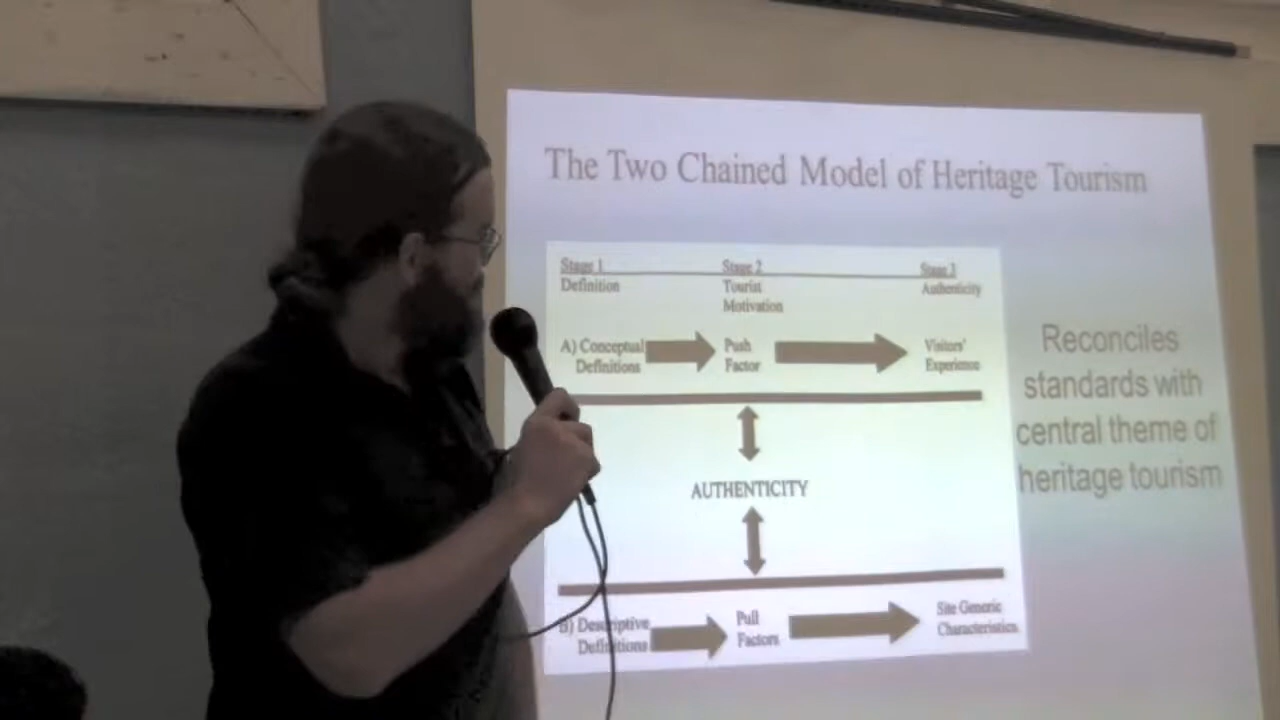 The Two Chained Model of Heritage Tourism
Stage 1 Stage 2 Stage 3
Definition Tourist Authenticity
Motivation
A) Conceptual Push Visitors'
Definitions Factor Experience
AUTHENTICITY
B) Descriptive Pull Site Generic
Definitions Factors Characteristics
Reconciles
standards with
central theme of
heritage tourism